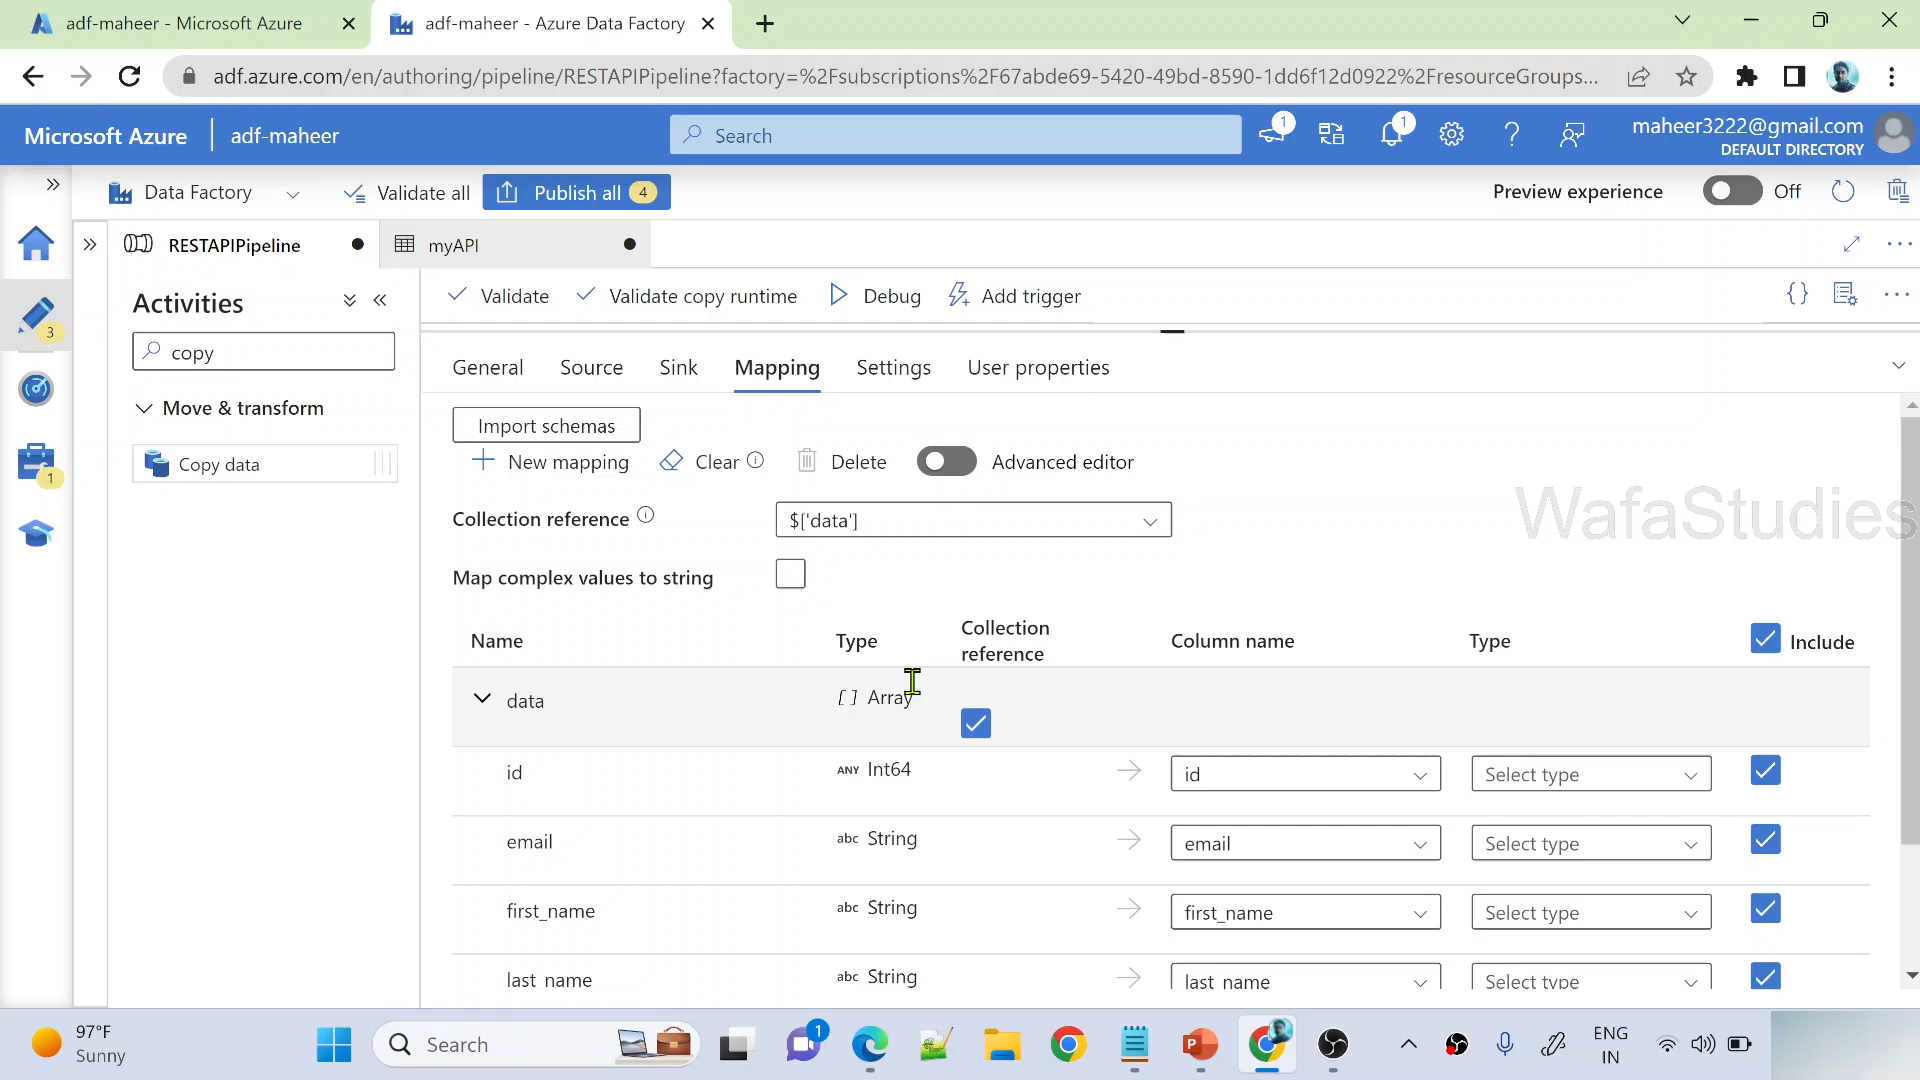 adf-maheer - Microsoft Azure
adf-maheer - Azure Data Factory
adf.azure.com/en/authoring/pipeline/RESTAPIPipeline?factory=%2Fsubscriptions%2F67abde69-5420-49bd-8590-1dd6f12d0922%2FresourceGroups...
Microsoft Azure
adf-maheer
Search
1
1
maheer3222@gmail.com
DEFAULT DIRECTORY
Data Factory
Validate all
Publish all
4
Preview experience
Off
RESTAPIPipeline
myAPI
3
1
Activities
copy
Move & transform
Copy data
Validate
Validate copy runtime
Debug
Add trigger
General
Source
Sink
Mapping
Settings
User properties
Import schemas
New mapping
Clear
Delete
Advanced editor
Collection reference
$['data']
WafaStudies
Map complex values to string
Name
Type
Collection
reference
Column name
Type
Include
data
[ ] Array
id
ANY Int64
id
Select type
email
abc String
email
Select type
first_name
abc String
first_name
Select type
last_name
abc String
last_name
Select type
97°F
Sunny
Search
1
ENG
IN